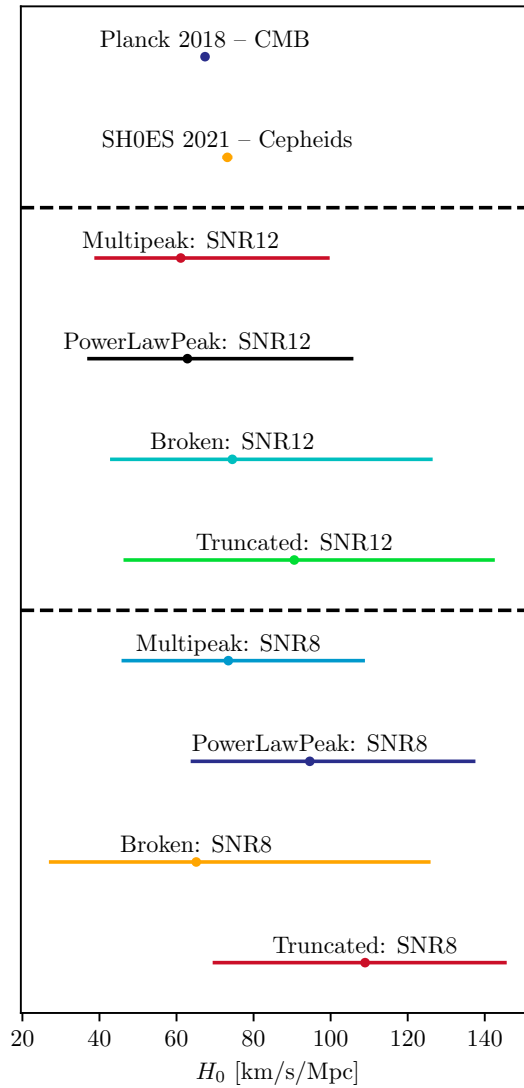 Planck 2018 – CMB
SH0ES 2021 – Cepheids
Multipeak: SNR12
PowerLawPeak: SNR12
Broken: SNR12
Truncated: SNR12
Multipeak: SNR8
PowerLawPeak: SNR8
Broken: SNR8
Truncated: SNR8
20 40 60 80 100 120 140
H₀ [km/s/Mpc]